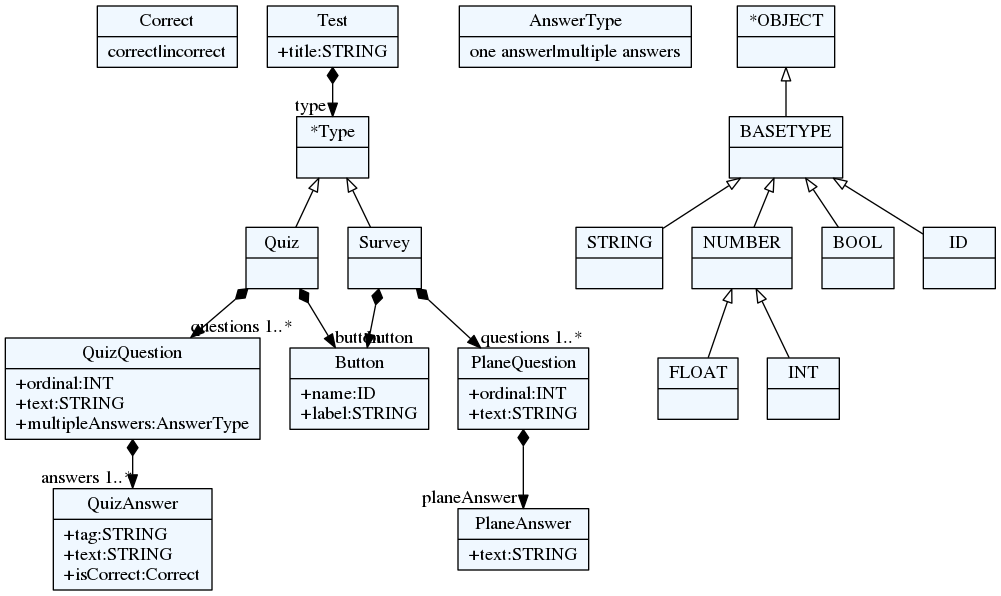 Correct
correct|incorrect
Test
+title:STRING
AnswerType
one answer|multiple answers
*OBJECT
type
*Type
BASETYPE
Quiz
Survey
STRING
NUMBER
BOOL
ID
questions 1..*
button
button
questions 1..*
QuizQuestion
+ordinal:INT
+text:STRING
+multipleAnswers:AnswerType
Button
+name:ID
+label:STRING
PlaneQuestion
+ordinal:INT
+text:STRING
FLOAT
INT
answers 1..*
QuizAnswer
+tag:STRING
+text:STRING
+isCorrect:Correct
planeAnswer
PlaneAnswer
+text:STRING